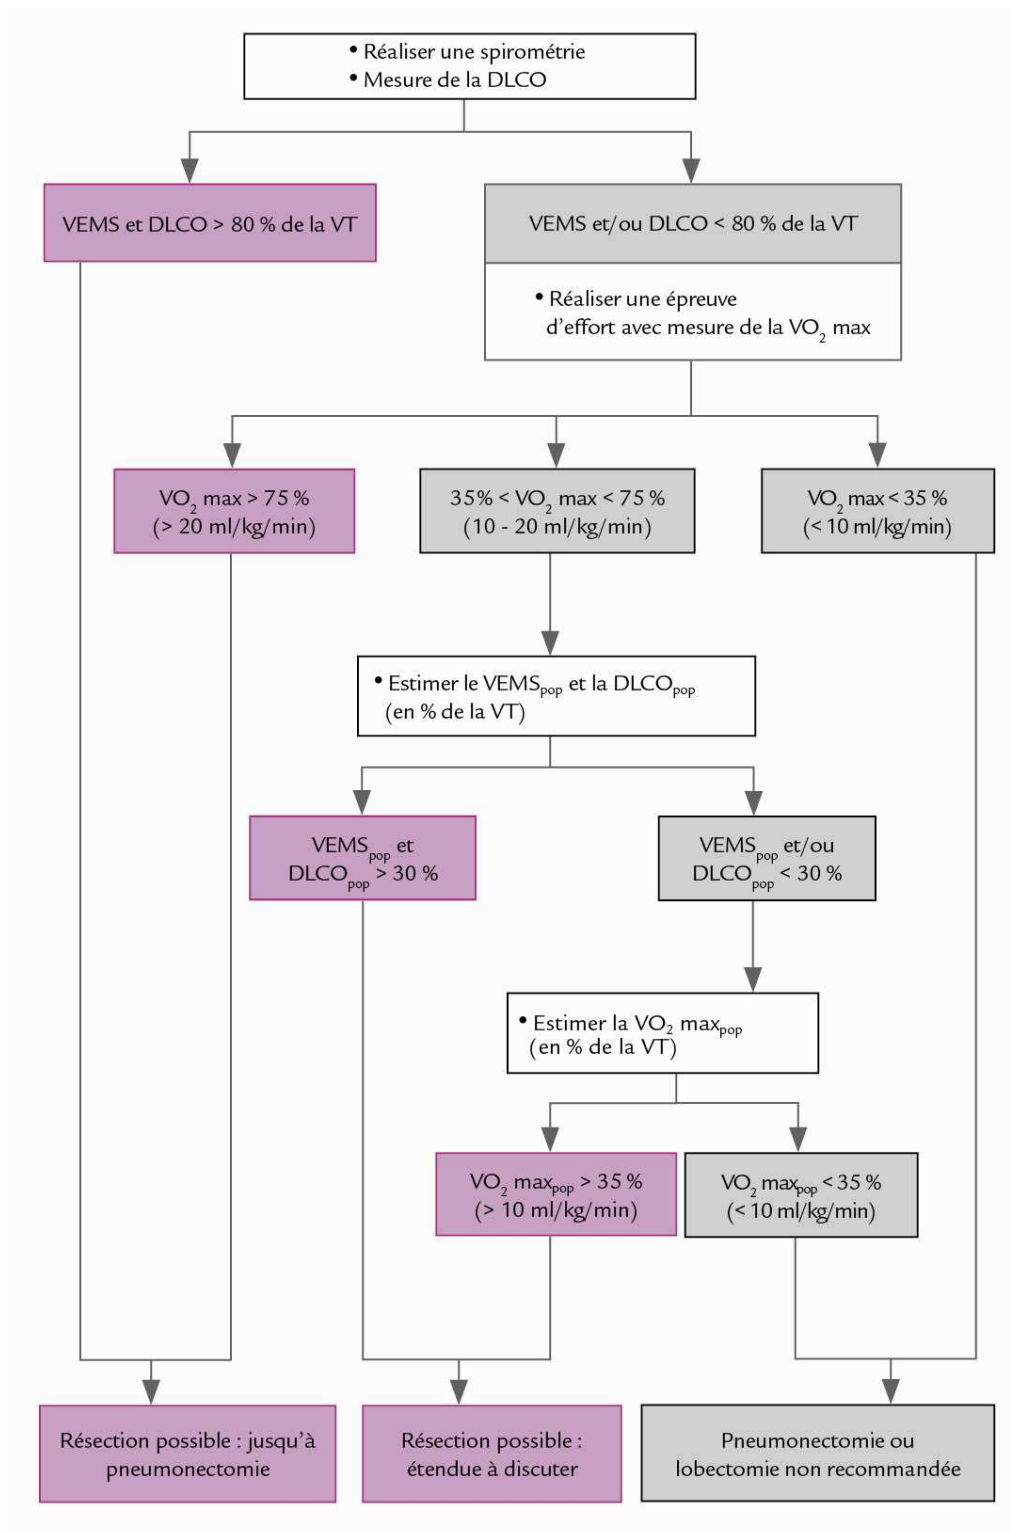 • Réaliser une spirométrie
• Mesure de la DLCO
VEMS et DLCO > 80 % de la VT
VEMS et/ou DLCO < 80 % de la VT
• Réaliser une épreuve
d'effort avec mesure de la VO2 max
VO2 max > 75 %
(> 20 ml/kg/min)
35% < VO2 max < 75 %
(10 - 20 ml/kg/min)
VO2 max < 35 %
(< 10 ml/kg/min)
• Estimer le VEMSpop et la DLCOpop
(en % de la VT)
VEMSpop et
DLCOpop > 30 %
VEMSpop et/ou
DLCOpop < 30 %
• Estimer la VO2 maxpop
(en % de la VT)
VO2 maxpop > 35 %
(> 10 ml/kg/min)
VO2 maxpop < 35 %
(< 10 ml/kg/min)
Résection possible : jusqu'à
pneumonectomie
Résection possible :
étendue à discuter
Pneumonectomie ou
lobectomie non recommandée